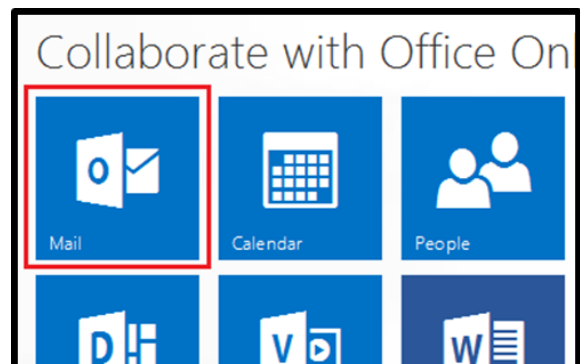 Collaborate with Office On
O
Mail
Calendar
People
D
V
W